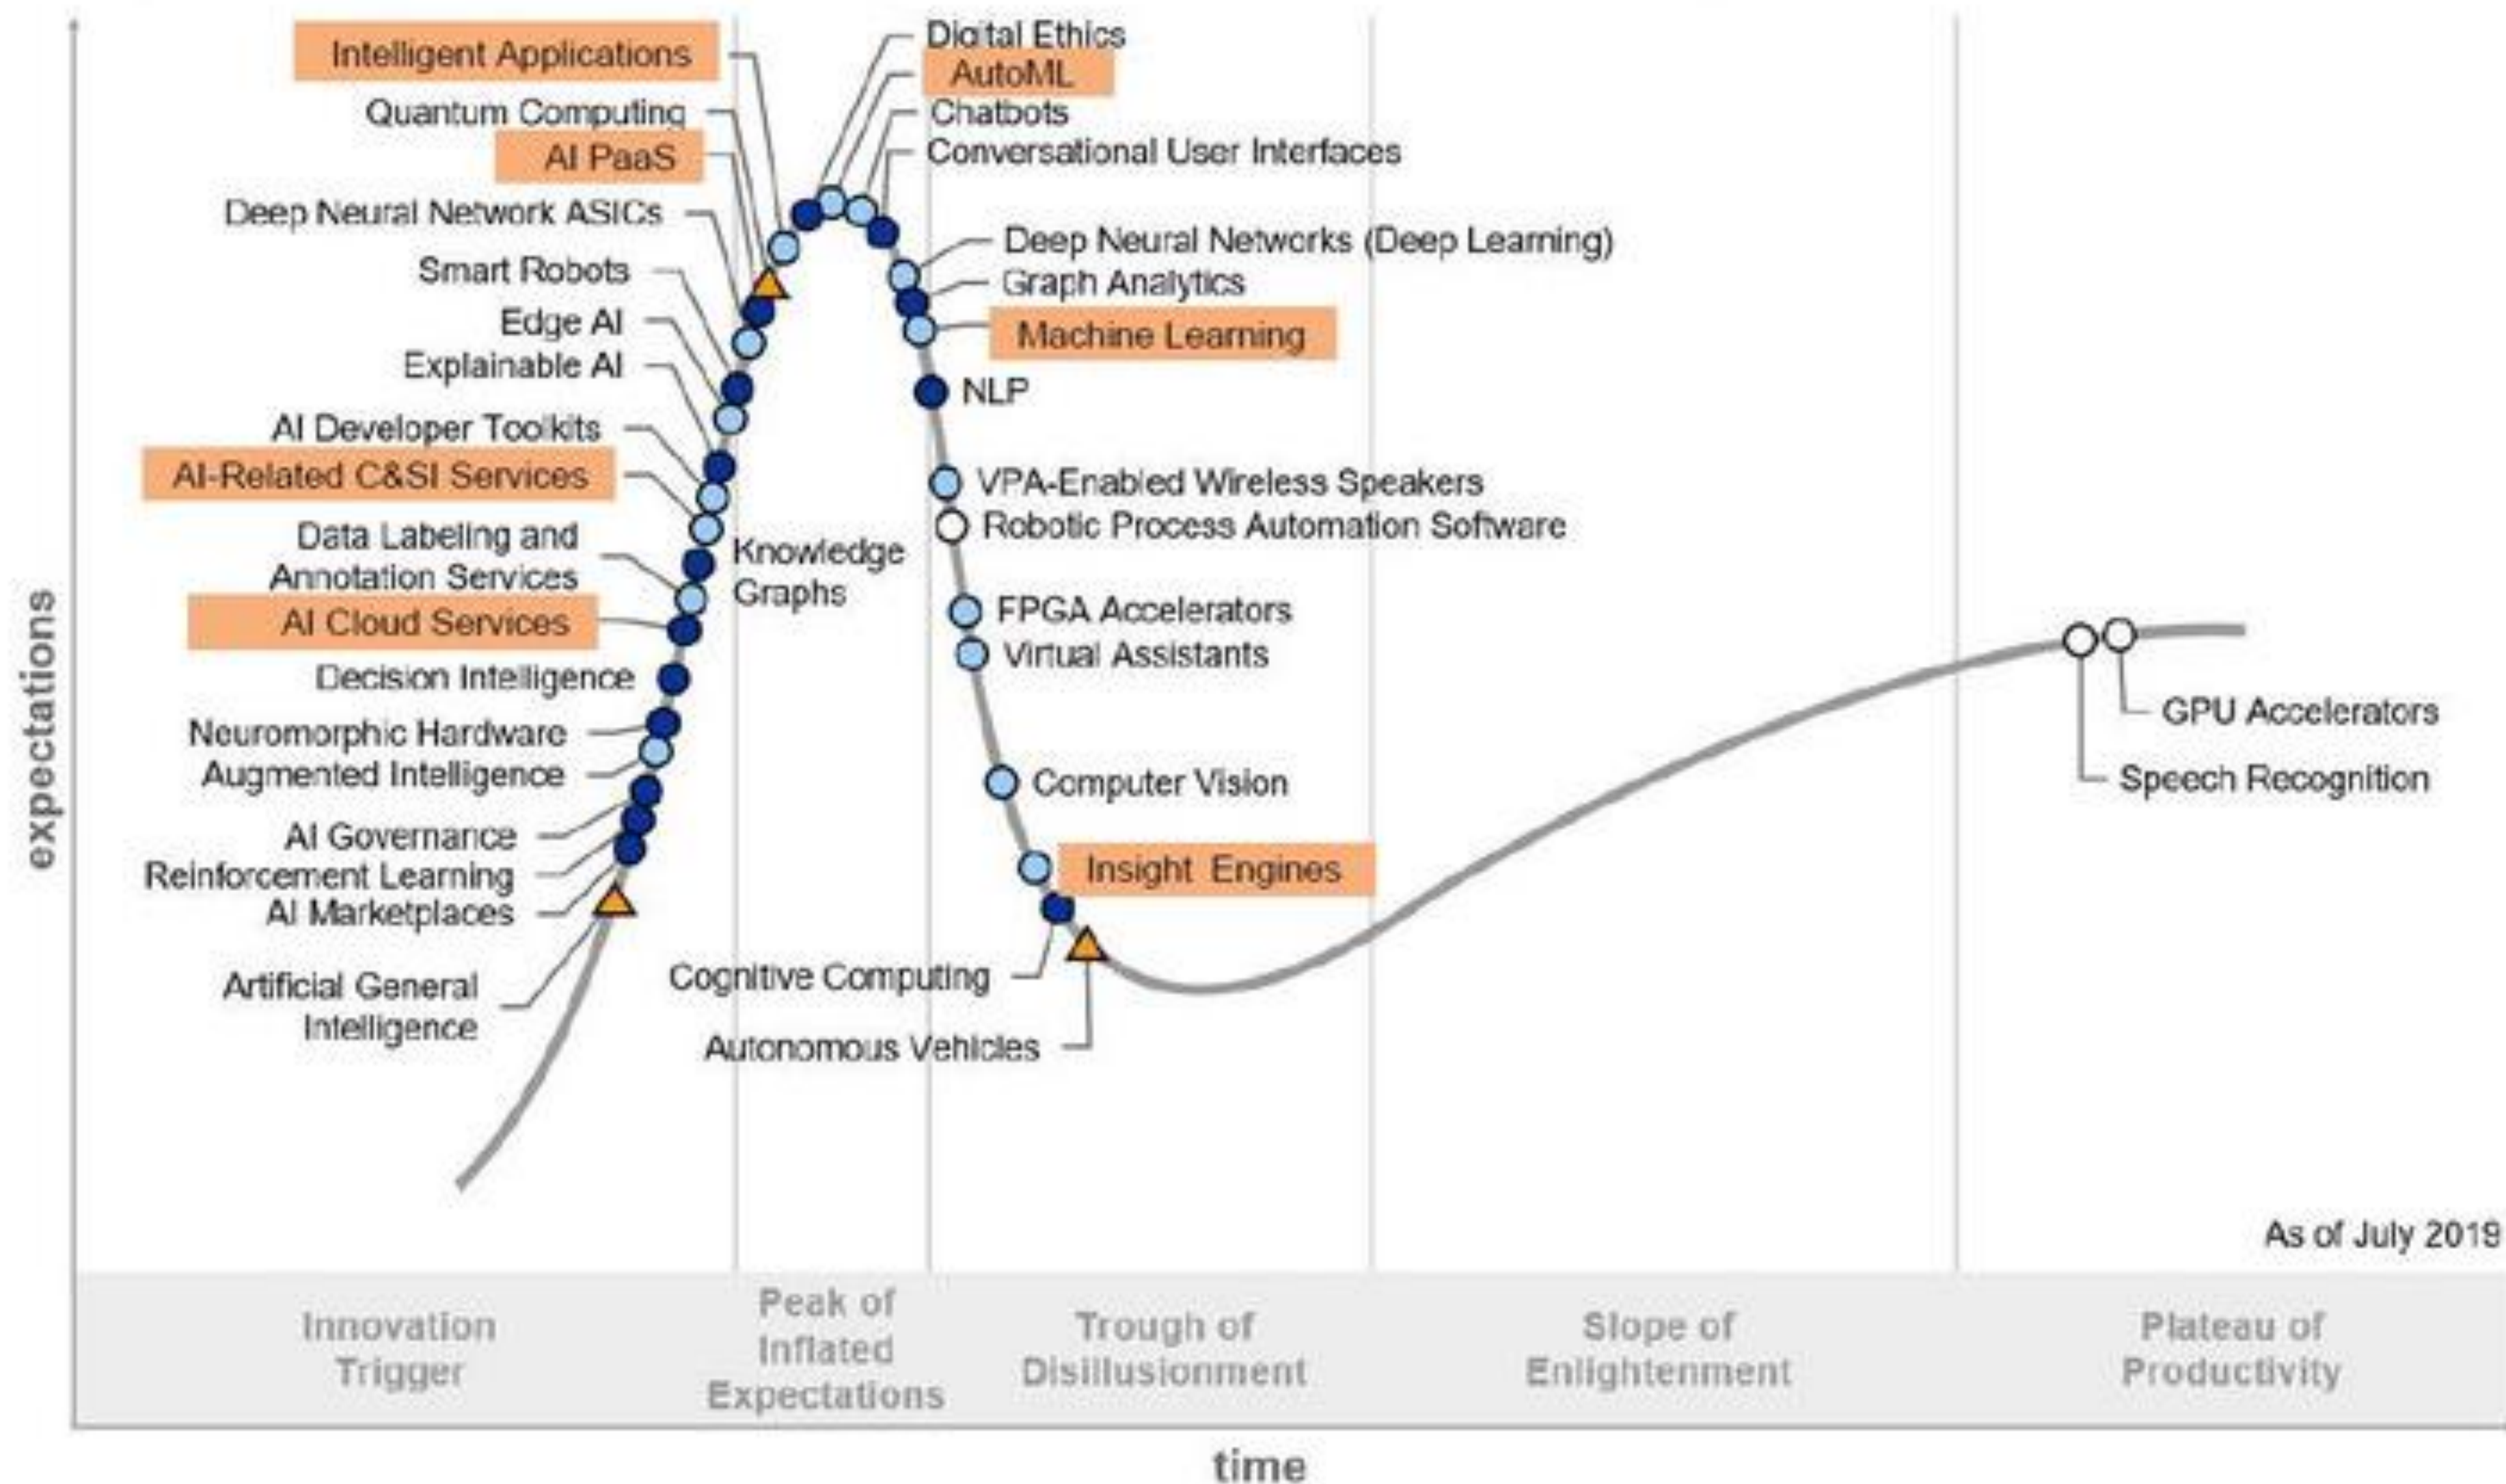 Intelligent Applications
Quantum Computing
AI PaaS
Deep Neural Network ASICs
Smart Robots
Edge AI
Explainable AI
AI Developer Toolkits
AI-Related C&SI Services
Data Labeling and
Annotation Services
AI Cloud Services
Decision Intelligence
Neuromorphic Hardware
Augmented Intelligence
AI Governance
Reinforcement Learning
AI Marketplaces
Artificial General
Intelligence
Knowledge
Graphs
Digital Ethics
AutoML
Chatbots
Conversational User Interfaces
Deep Neural Networks (Deep Learning)
Graph Analytics
Machine Learning
NLP
VPA-Enabled Wireless Speakers
Robotic Process Automation Software
FPGA Accelerators
Virtual Assistants
Computer Vision
Insight Engines
Cognitive Computing
Autonomous Vehicles
GPU Accelerators
Speech Recognition
As of July 2019
expectations
Innovation
Trigger
Peak of
Inflated
Expectations
Trough of
Disillusionment
Slope of
Enlightenment
Plateau of
Productivity
time